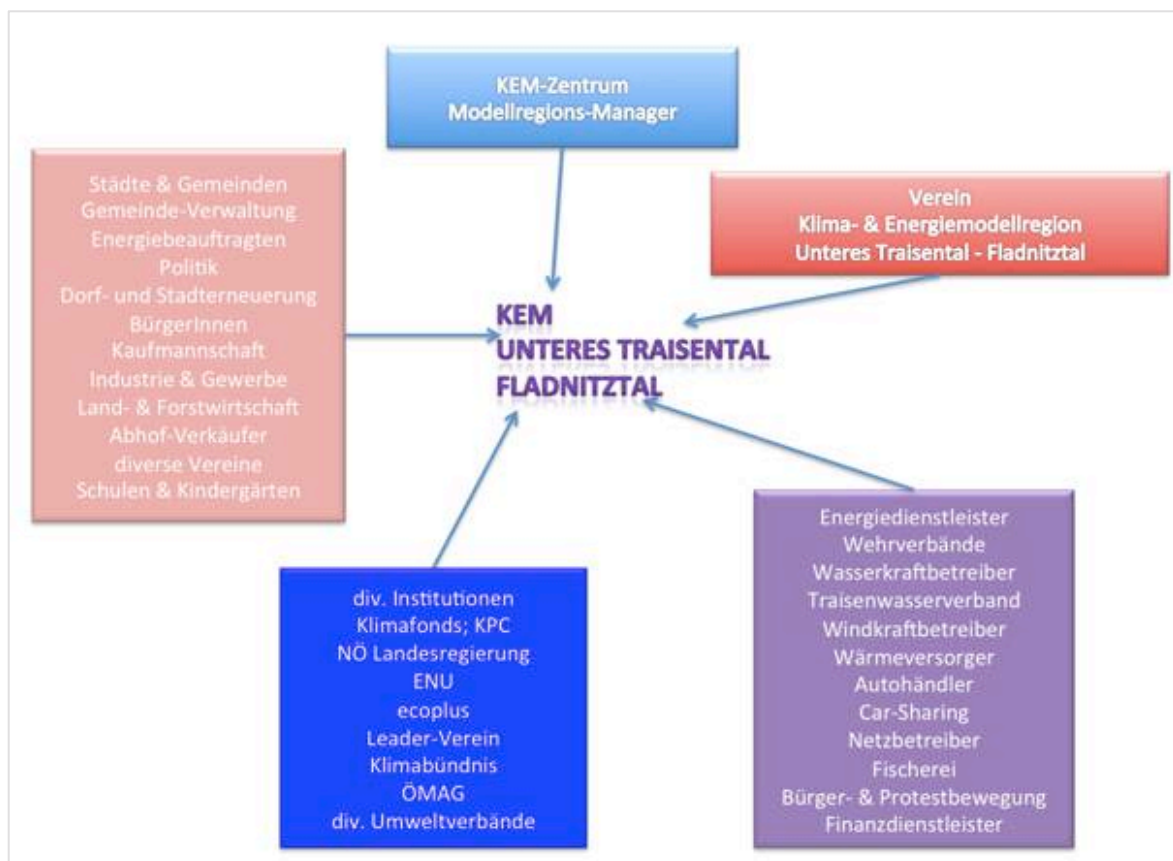 KEM-Zentrum
Modellregions-Manager
Städte & Gemeinden
Gemeinde-Verwaltung
Energiebeauftragten
Politik
Dorf- und Stadterneuerung
BürgerInnen
Kaufmannschaft
Industrie & Gewerbe
Land- & Forstwirtschaft
Abhof-Verkäufer
diverse Vereine
Schulen & Kindergärten
Verein
Klima- & Energiemodellregion
Unteres Traisental - Fladnitztal
KEM
UNTERES TRAISENTAL
FLADNITZTAL
div. Institutionen
Klimafonds; KPC
NÖ Landesregierung
ENU
ecoplus
Leader-Verein
Klimabündnis
ÖMAG
div. Umweltverbände
Energiedienstleister
Wehrverbände
Wasserkraftbetreiber
Traisenwasserverband
Windkraftbetreiber
Wärmeversorger
Autohändler
Car-Sharing
Netzbetreiber
Fischerei
Bürger- & Protestbewegung
Finanzdienstleister